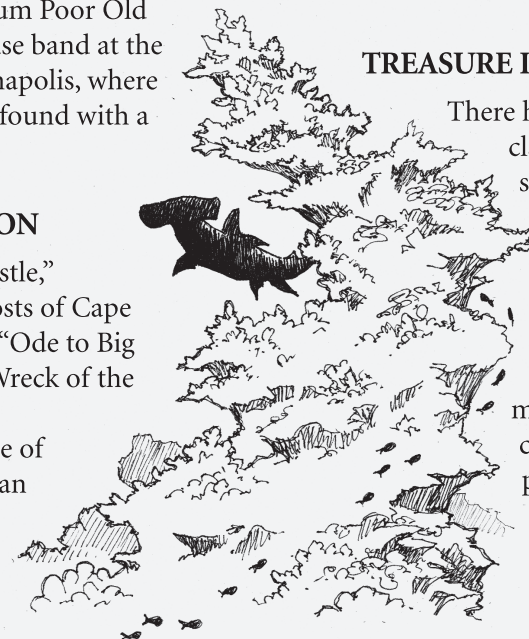 um Poor Old
se band at the
napolis, where
found with a
ON
stle,”
osts of Cape
“Ode to Big
Wreck of the
e of
an
TREASURE I
There h
cl
s
m
c
p